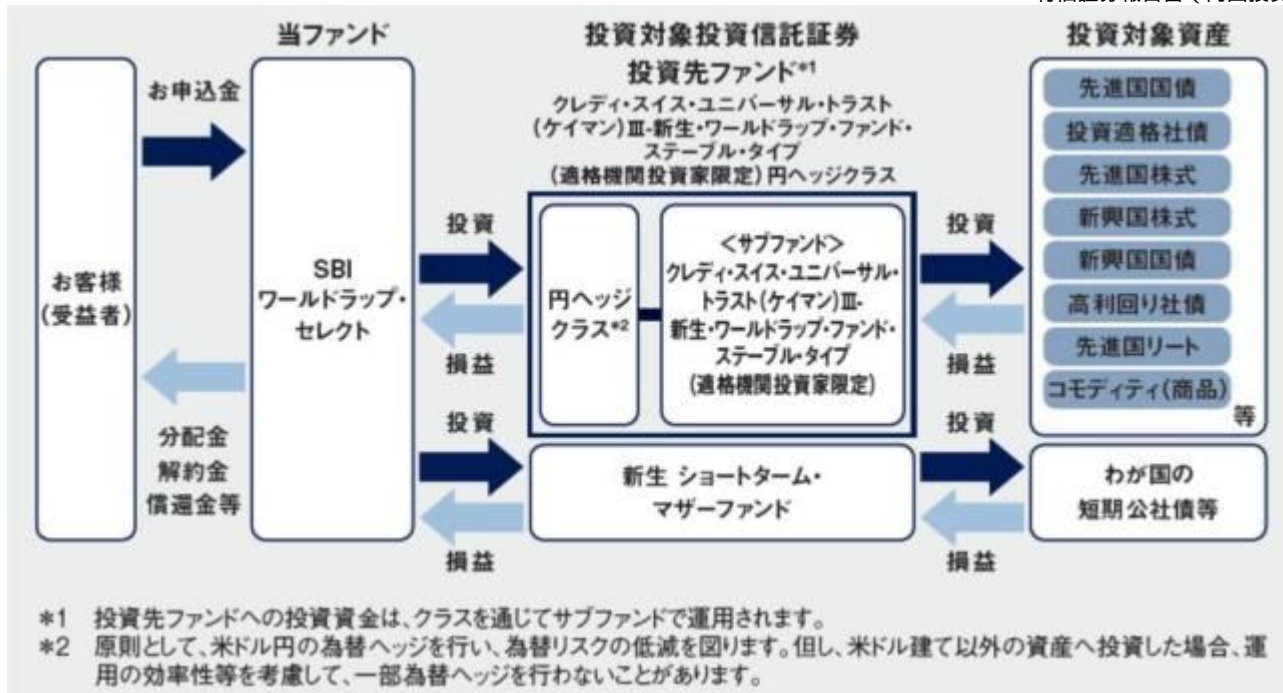 当ファンド
投資対象投資信託証券
投資対象資産
投資先ファンド*1
クレディ・スイス・ユニバーサル・トラスト
(ケイマン)Ⅲ-新生・ワールドラップ・ファンド・
ステーブル・タイプ
(適格機関投資家限定)円ヘッジクラス
お客様
(受益者)
お申込金
分配金
解約金
償還金等
SBI
ワールドラップ・
セレクト
投資
損益
投資
損益
円ヘッジ
クラス*2
<サブファンド>
クレディ・スイス・ユニバーサル・
トラスト(ケイマン)Ⅲ-
新生・ワールドラップ・ファンド・
ステーブル・タイプ
(適格機関投資家限定)
新生 ショートターム・
マザーファンド
投資
損益
投資
損益
先進国国債
投資適格社債
先進国株式
新興国株式
新興国国債
高利回り社債
先進国リート
コモディティ(商品)
等
わが国の
短期公社債等
*1 投資先ファンドへの投資資金は、クラスを通じてサブファンドで運用されます。
*2 原則として、米ドル円の為替ヘッジを行い、為替リスクの低減を図ります。但し、米ドル建て以外の資産へ投資した場合、運
用の効率性等を考慮して、一部為替ヘッジを行わないことがあります。